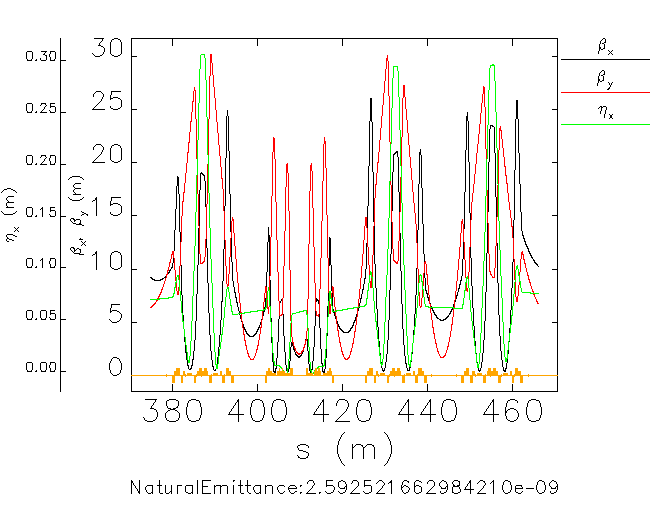 βx
βy
ηx
ηx (m)
0.30
0.25
0.20
0.15
0.10
0.05
0.00
βx, βy (m)
30
25
20
15
10
5
0
380 400 420 440 460
s (m)
NaturalEmittance:2.592521662984210e-09